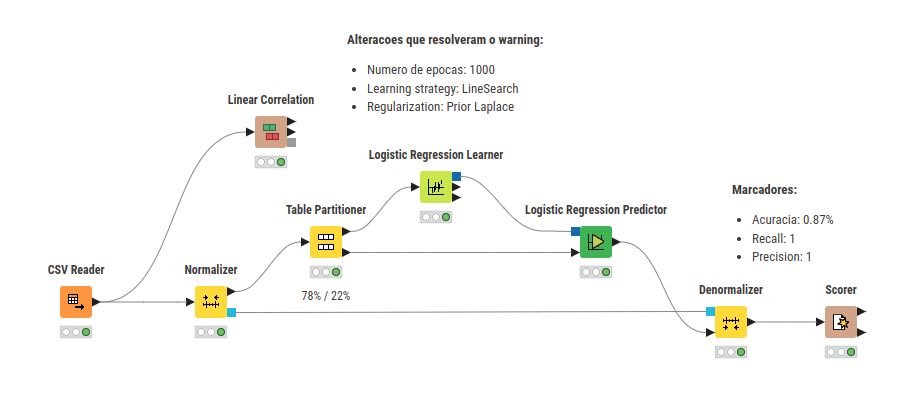 Alteracoes que resolveram o warning:
• Numero de epocas: 1000
• Learning strategy: LineSearch
• Regularization: Prior Laplace
Linear Correlation
Logistic Regression Learner
Marcadores:
• Acuracia: 0.87%
• Recall: 1
• Precision: 1
Table Partitioner
Logistic Regression Predictor
CSV Reader
Normalizer
78% / 22%
Denormalizer
Scorer